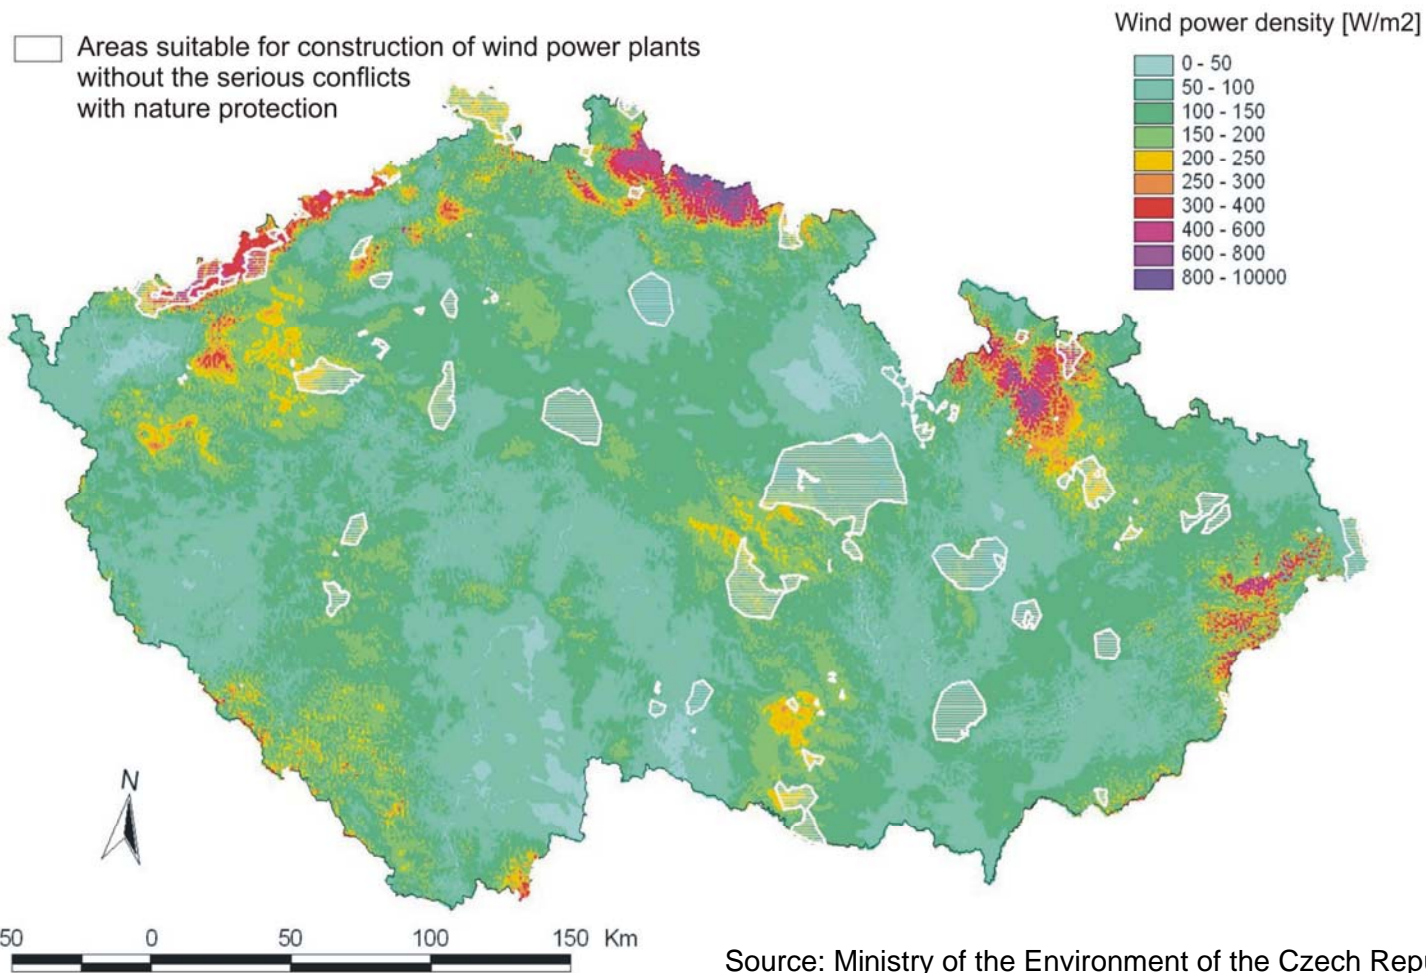 Wind power density [W/m2]
Areas suitable for construction of wind power plants
without the serious conflicts
with nature protection
0 - 50
50 - 100
100 - 150
150 - 200
200 - 250
250 - 300
300 - 400
400 - 600
600 - 800
800 - 10000
N
50 0 50 100 150 Km
Source: Ministry of the Environment of the Czech Rep